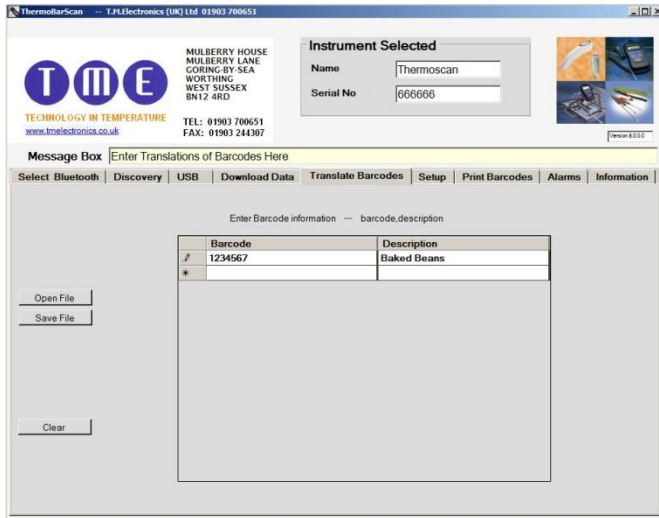 ThermoBarScan -- T.M.Electronics (UK) Ltd 01903 700651
TME
TECHNOLOGY IN TEMPERATURE
www.tmelectronics.co.uk
MULBERRY HOUSE
MULBERRY LANE
GORING-BY-SEA
WORTHING
WEST SUSSEX
BN12 4RD
TEL: 01903 700651
FAX: 01903 244307
Instrument Selected
Name Thermoscan
Serial No 666666
Version 8.0.0.0
Message Box Enter Translations of Barcodes Here
Select Bluetooth Discovery USB Download Data Translate Barcodes Setup Print Barcodes Alarms Information
Enter Barcode information --- barcode,description
Barcode Description
1234567 Baked Beans
*
Open File
Save File
Clear